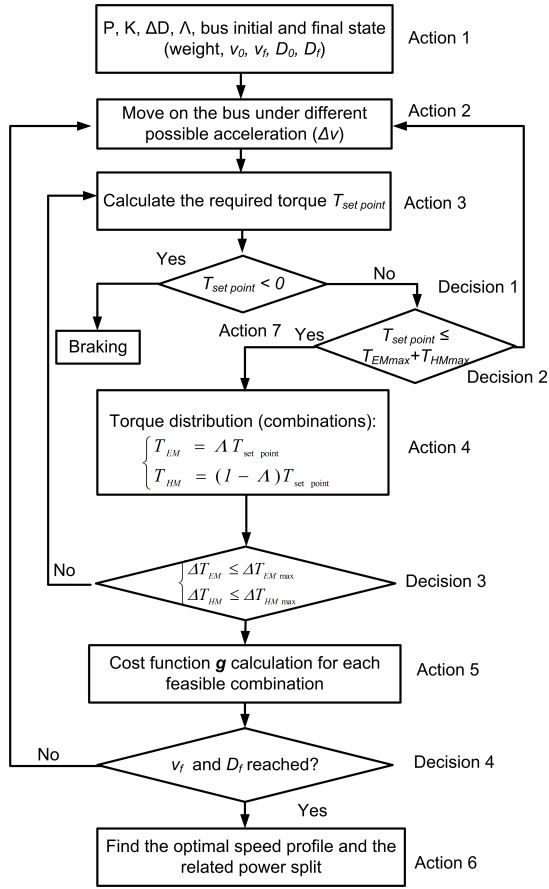 P, K, ΔD, Λ, bus initial and final state
(weight, v0, vf, D0, Df)
Action 1
Move on the bus under different
possible acceleration (Δv)
Action 2
Calculate the required torque Tset point
Action 3
Yes
Tset point < 0
No
Decision 1
Braking
Action 7
Yes
Tset point ≤
TEMmax+THMmax
Decision 2
Torque distribution (combinations):
TEM = Λ Tset point
THM = (1 − Λ) Tset point
Action 4
No
ΔTEM ≤ ΔTEM max
ΔTHM ≤ ΔTHM max
Decision 3
Cost function g calculation for each
feasible combination
Action 5
No
vf and Df reached?
Decision 4
Yes
Find the optimal speed profile and the
related power split
Action 6